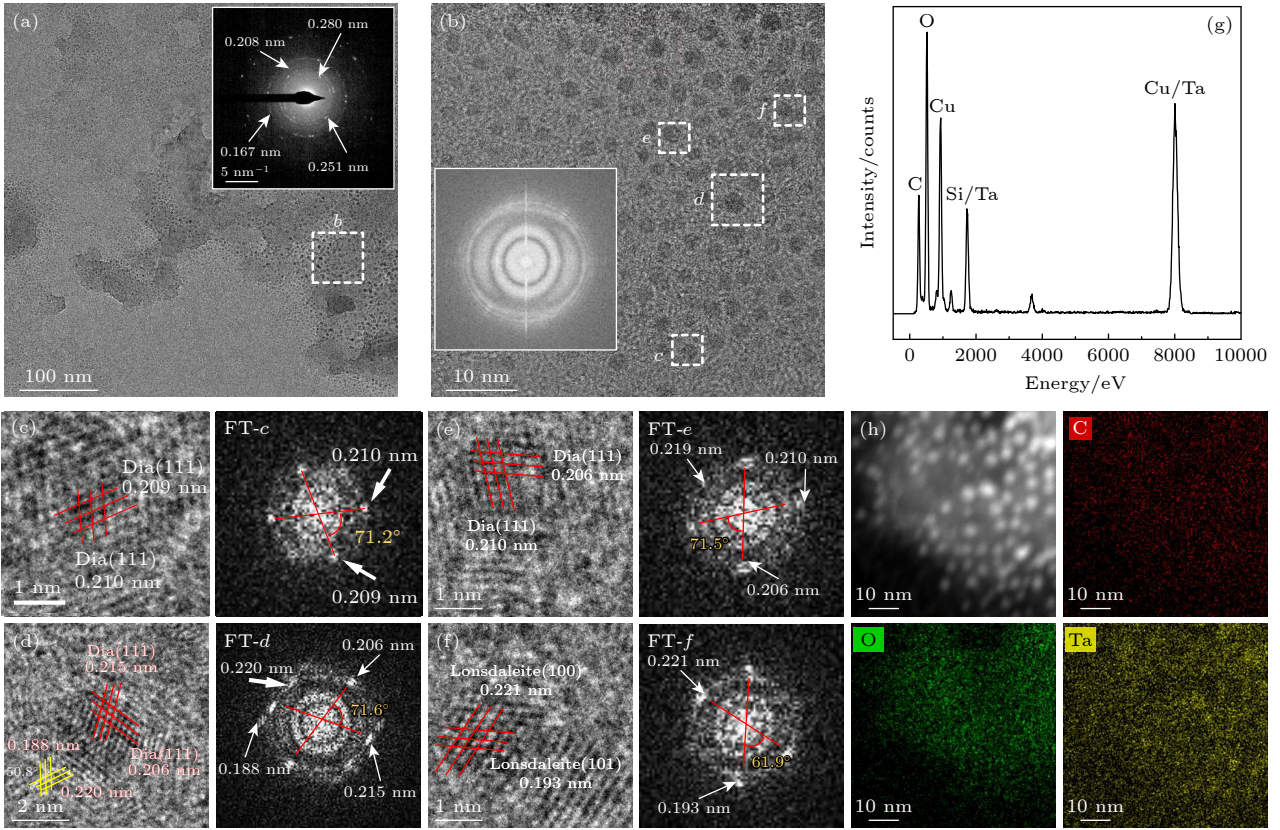 (a)
0.280 nm
0.208 nm
0.167 nm
0.251 nm
5 nm⁻¹
b
100 nm
(b)
f
e
d
c
10 nm
(g)
O
Cu/Ta
Cu
C
Si/Ta
Intensity/counts
0 2000 4000 6000 8000 10000
Energy/eV
(c)
Dia(111)
0.209 nm
Dia(111)
0.210 nm
1 nm
FT-c
0.210 nm
71.2°
0.209 nm
(e)
Dia(111)
0.206 nm
Dia(111)
0.210 nm
1 nm
FT-e
0.219 nm
0.210 nm
71.5°
0.206 nm
(h)
10 nm
C
10 nm
(d)
Dia(111)
0.215 nm
0.188 nm
Dia(111)
0.206 nm
50.8
0.220 nm
2 nm
FT-d
0.206 nm
0.220 nm
71.6°
0.188 nm
0.215 nm
(f)
Lonsdaleite(100)
0.221 nm
Lonsdaleite(101)
0.193 nm
1 nm
FT-f
0.221 nm
61.9°
0.193 nm
O
10 nm
Ta
10 nm